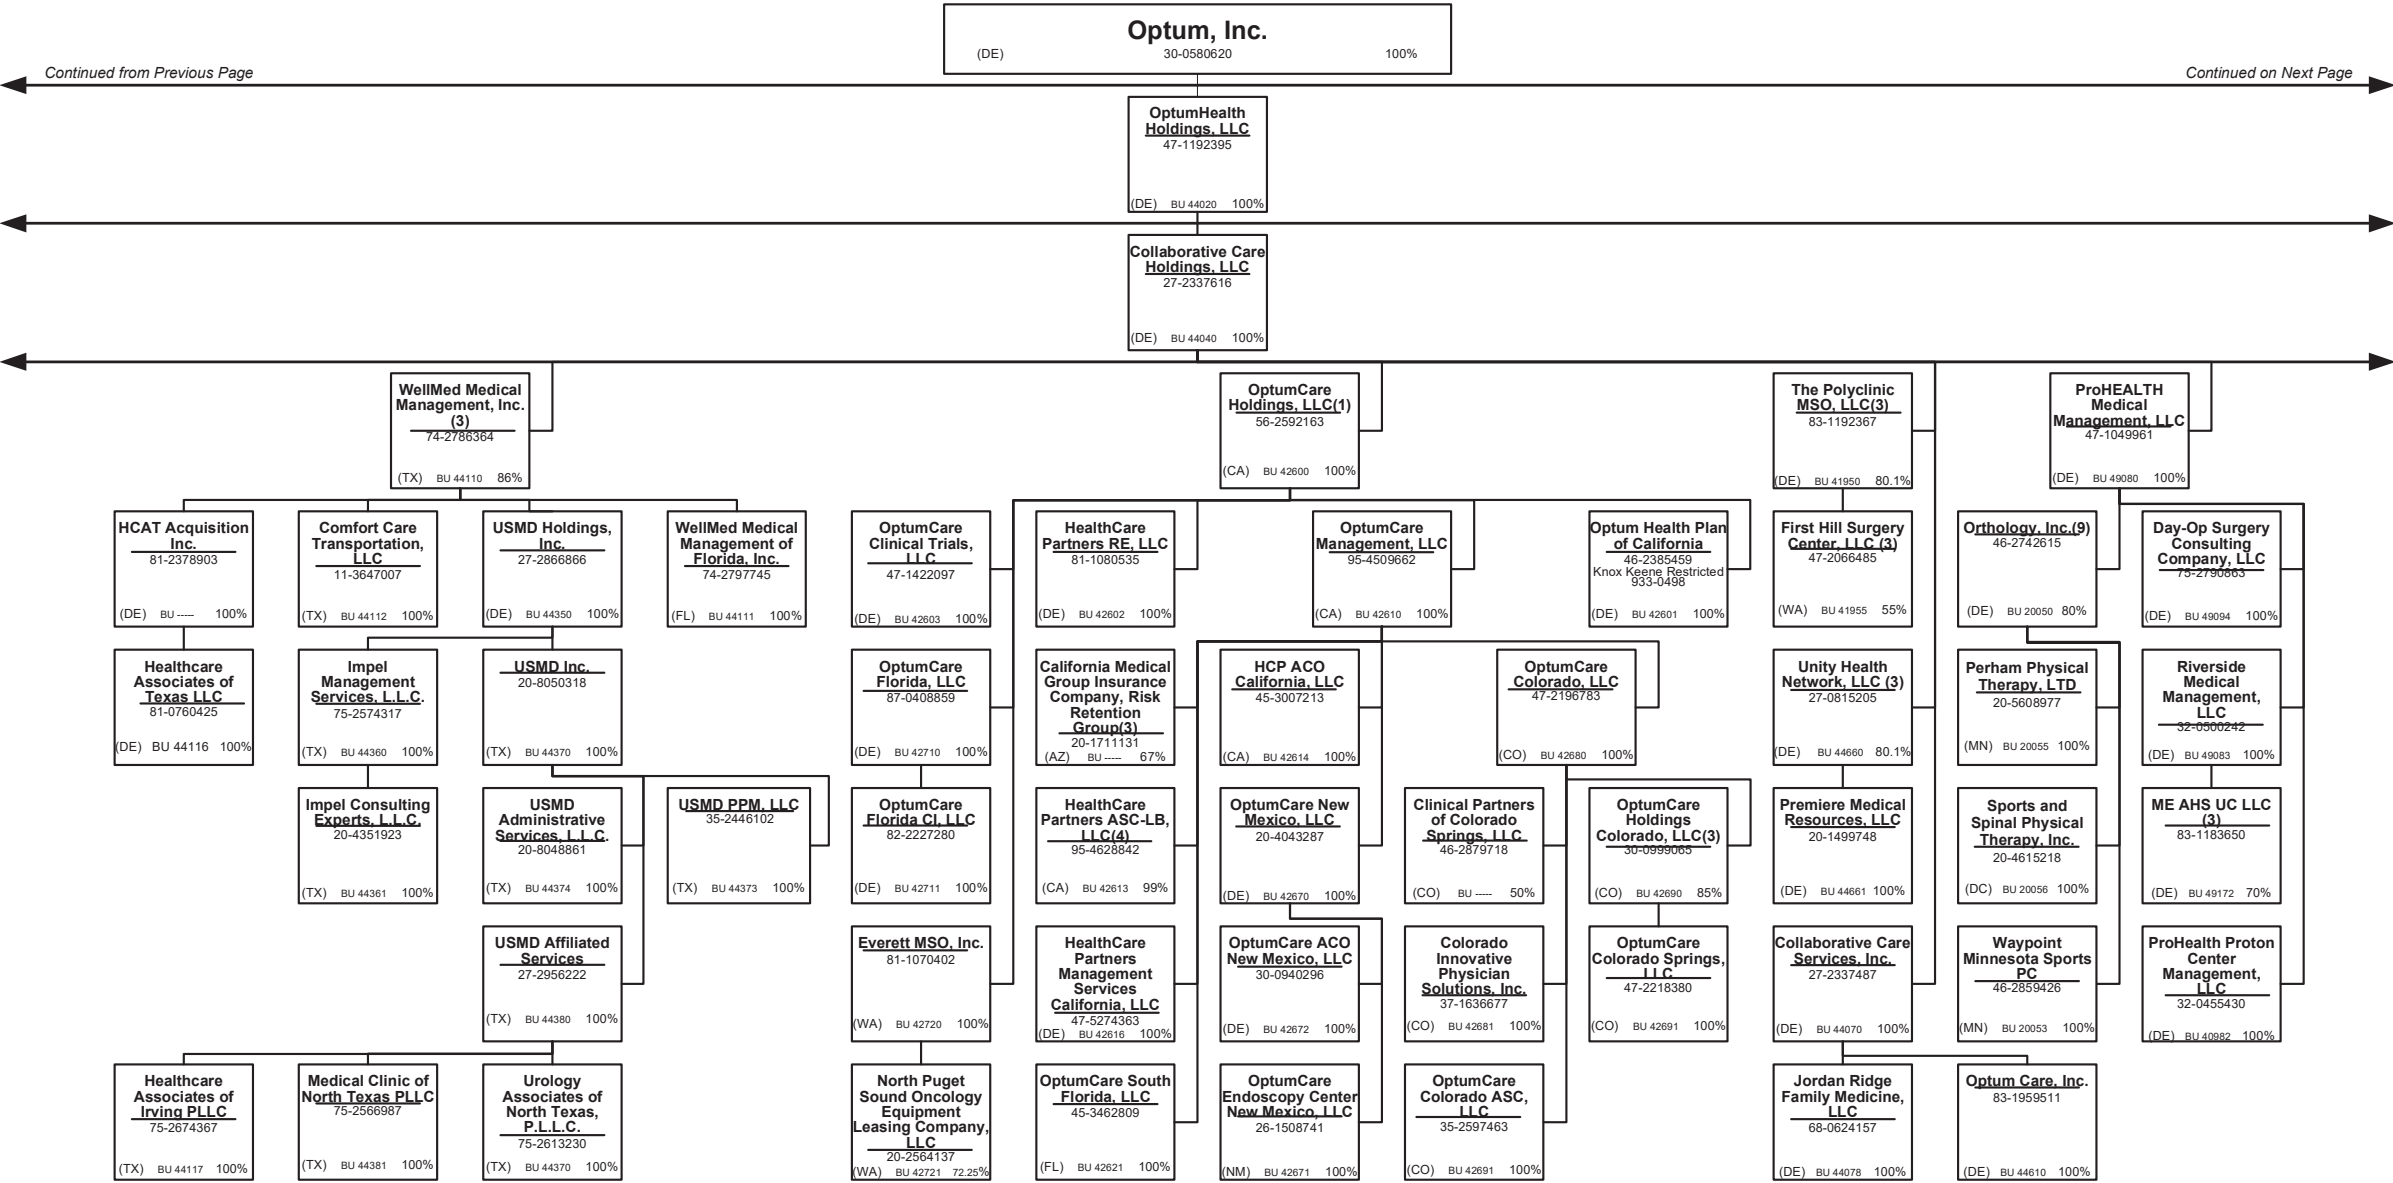 Optum, Inc.
(DE) 30-0580620 100%
Continued from Previous Page
Continued on Next Page
OptumHealth
Holdings, LLC
47-1192395
(DE) BU 44020 100%
Collaborative Care
Holdings, LLC
27-2337616
(DE) BU 44040 100%
WellMed Medical
Management, Inc.
(3)
74-2786364
(TX) BU 44110 86%
OptumCare
Holdings, LLC(1)
56-2592163
(CA) BU 42600 100%
The Polyclinic
MSO, LLC(3)
83-1192367
(DE) BU 41950 80.1%
ProHEALTH
Medical
Management, LLC
47-1049961
(DE) BU 49080 100%
HCAT Acquisition
Inc.
81-2378903
(DE) BU ----- 100%
Comfort Care
Transportation,
LLC
11-3647007
(TX) BU 44112 100%
USMD Holdings,
Inc.
27-2866866
(DE) BU 44350 100%
WellMed Medical
Management of
Florida, Inc.
74-2797745
(FL) BU 44111 100%
OptumCare
Clinical Trials,
LLC
47-1422097
(DE) BU 42603 100%
HealthCare
Partners RE, LLC
81-1080535
(DE) BU 42602 100%
OptumCare
Management, LLC
95-4509662
(CA) BU 42610 100%
Optum Health Plan
of California
46-2385459
Knox Keene Restricted
933-0498
(DE) BU 42601 100%
First Hill Surgery
Center, LLC (3)
47-2066485
(WA) BU 41955 55%
Orthology, Inc.(9)
46-2742615
(DE) BU 20050 80%
Day-Op Surgery
Consulting
Company, LLC
75-2790863
(DE) BU 49094 100%
Healthcare
Associates of
Texas LLC
81-0760425
(DE) BU 44116 100%
Impel
Management
Services, L.L.C.
75-2574317
(TX) BU 44360 100%
USMD Inc.
20-8050318
(TX) BU 44370 100%
OptumCare
Florida, LLC
87-0408859
(DE) BU 42710 100%
California Medical
Group Insurance
Company, Risk
Retention
Group(3)
20-1711131
(AZ) BU ----- 67%
HCP ACO
California, LLC
45-3007213
(CA) BU 42614 100%
OptumCare
Colorado, LLC
47-2196783
(CO) BU 42680 100%
Unity Health
Network, LLC (3)
27-0815205
(DE) BU 44660 80.1%
Perham Physical
Therapy, LTD
20-5608977
(MN) BU 20055 100%
Riverside
Medical
Management,
LLC
32-0500242
(DE) BU 49083 100%
Impel Consulting
Experts, L.L.C.
20-4351923
(TX) BU 44361 100%
USMD
Administrative
Services, L.L.C.
20-8048861
(TX) BU 44374 100%
USMD PPM, LLC
35-2446102
(TX) BU 44373 100%
OptumCare
Florida CI, LLC
82-2227280
(DE) BU 42711 100%
HealthCare
Partners ASC-LB,
LLC(4)
95-4628842
(CA) BU 42613 99%
OptumCare New
Mexico, LLC
20-4043287
(DE) BU 42670 100%
Clinical Partners
of Colorado
Springs, LLC
46-2879718
(CO) BU ----- 50%
OptumCare
Holdings
Colorado, LLC(3)
30-0999065
(CO) BU 42690 85%
Premiere Medical
Resources, LLC
20-1499748
(DE) BU 44661 100%
Sports and
Spinal Physical
Therapy, Inc.
20-4615218
(DC) BU 20056 100%
ME AHS UC LLC
(3)
83-1183650
(DE) BU 49172 70%
USMD Affiliated
Services
27-2956222
(TX) BU 44380 100%
Everett MSO, Inc.
81-1070402
(WA) BU 42720 100%
HealthCare
Partners
Management
Services
California, LLC
47-5274363
(DE) BU 42616 100%
OptumCare ACO
New Mexico, LLC
30-0940296
(DE) BU 42672 100%
Colorado
Innovative
Physician
Solutions, Inc.
37-1636677
(CO) BU 42681 100%
OptumCare
Colorado Springs,
LLC
47-2218380
(CO) BU 42691 100%
Collaborative Care
Services, Inc.
27-2337487
(DE) BU 44070 100%
Waypoint
Minnesota Sports
PC
46-2859426
(MN) BU 20053 100%
ProHealth Proton
Center
Management,
LLC
32-0455430
(DE) BU 40982 100%
Healthcare
Associates of
Irving PLLC
75-2674367
(TX) BU 44117 100%
Medical Clinic of
North Texas PLLC
75-2566987
(TX) BU 44381 100%
Urology
Associates of
North Texas,
P.L.L.C.
75-2613230
(TX) BU 44370 100%
North Puget
Sound Oncology
Equipment
Leasing Company,
LLC
20-2564137
(WA) BU 42721 72.25%
OptumCare South
Florida, LLC
45-3462809
(FL) BU 42621 100%
OptumCare
Endoscopy Center
New Mexico, LLC
26-1508741
(NM) BU 42671 100%
OptumCare
Colorado ASC,
LLC
35-2597463
(CO) BU 42691 100%
Jordan Ridge
Family Medicine,
LLC
68-0624157
(DE) BU 44078 100%
Optum Care, Inc.
83-1959511
(DE) BU 44610 100%